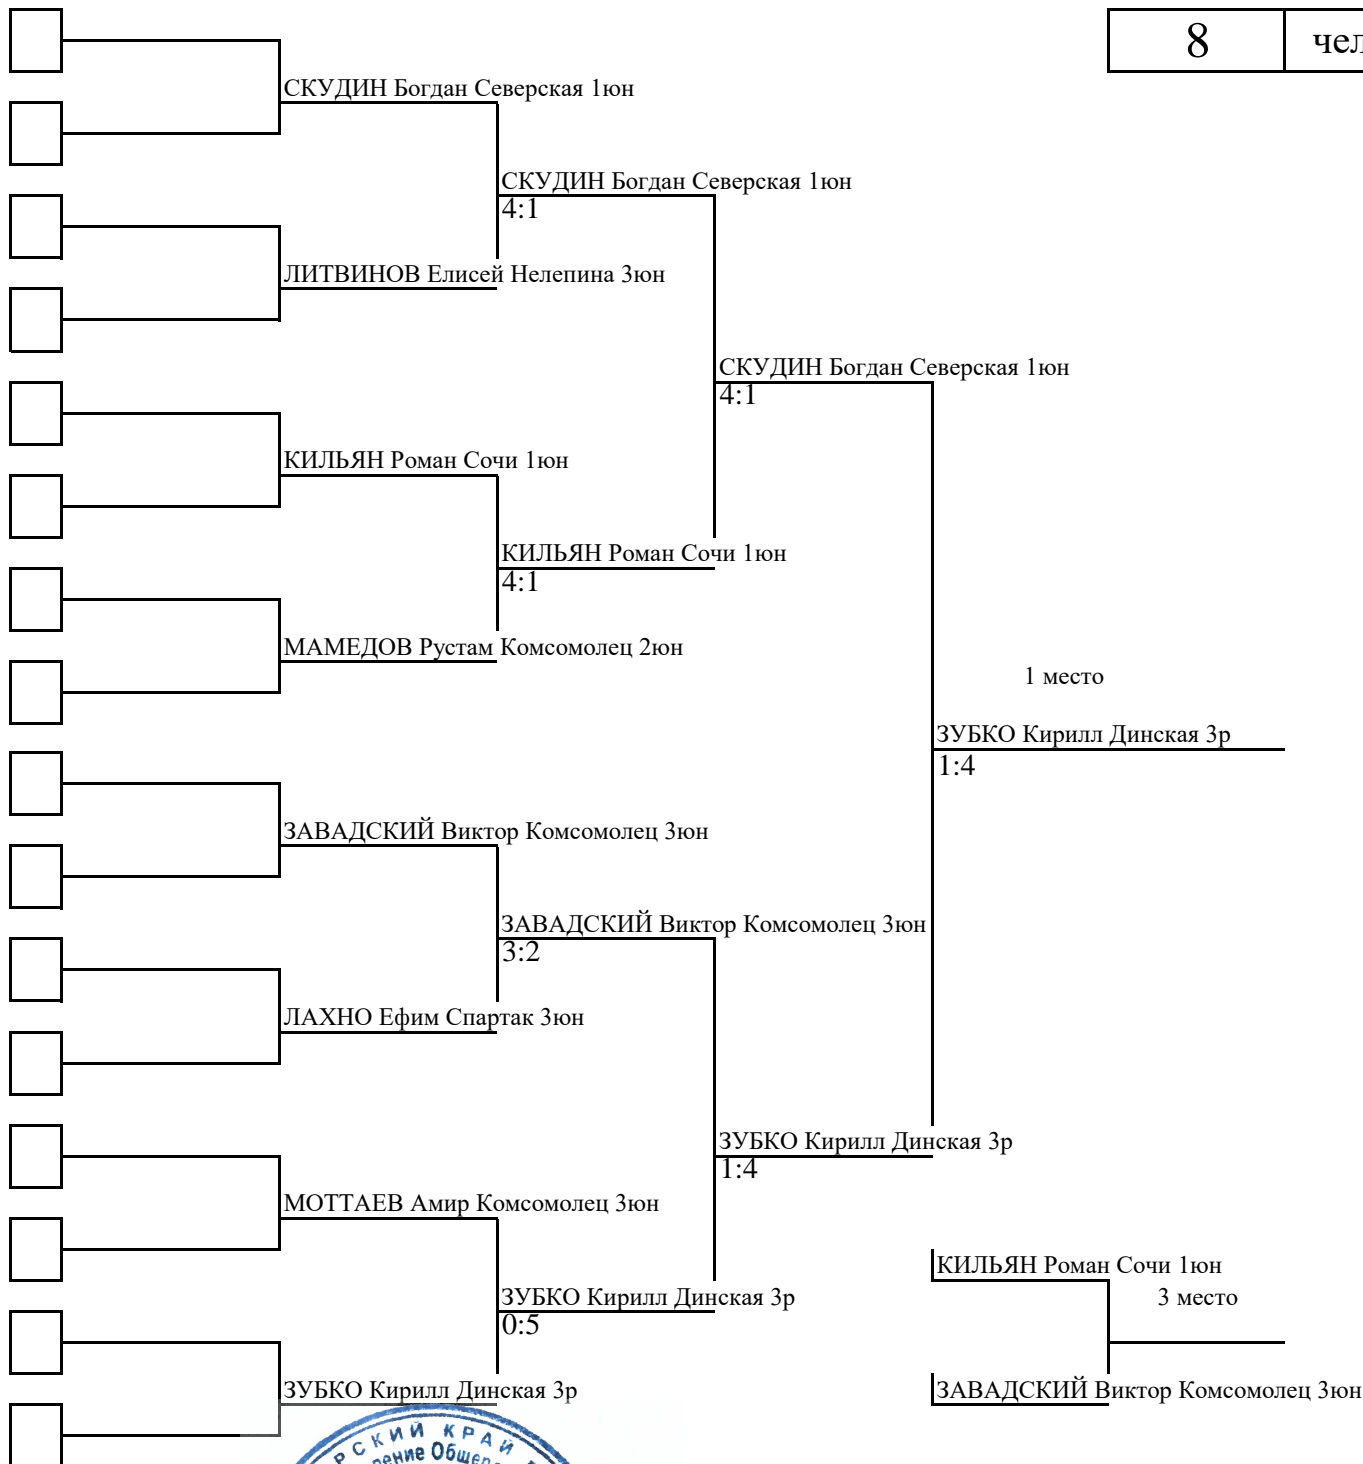 8 чел
СКУДИН Богдан Северская 1юн
СКУДИН Богдан Северская 1юн
4:1
ЛИТВИНОВ Елисей Нелепина 3юн
СКУДИН Богдан Северская 1юн
4:1
КИЛЬЯН Роман Сочи 1юн
КИЛЬЯН Роман Сочи 1юн
4:1
МАМЕДОВ Рустам Комсомолец 2юн
1 место
ЗУБКО Кирилл Динская 3р
1:4
ЗАВАДСКИЙ Виктор Комсомолец 3юн
ЗАВАДСКИЙ Виктор Комсомолец 3юн
3:2
ЛАХНО Ефим Спартак 3юн
ЗУБКО Кирилл Динская 3р
1:4
МОТТАЕВ Амир Комсомолец 3юн
КИЛЬЯН Роман Сочи 1юн
ЗУБКО Кирилл Динская 3р
3 место
0:5
ЗУБКО Кирилл Динская 3р
ЗАВАДСКИЙ Виктор Комсомолец 3юн
КРАЙ